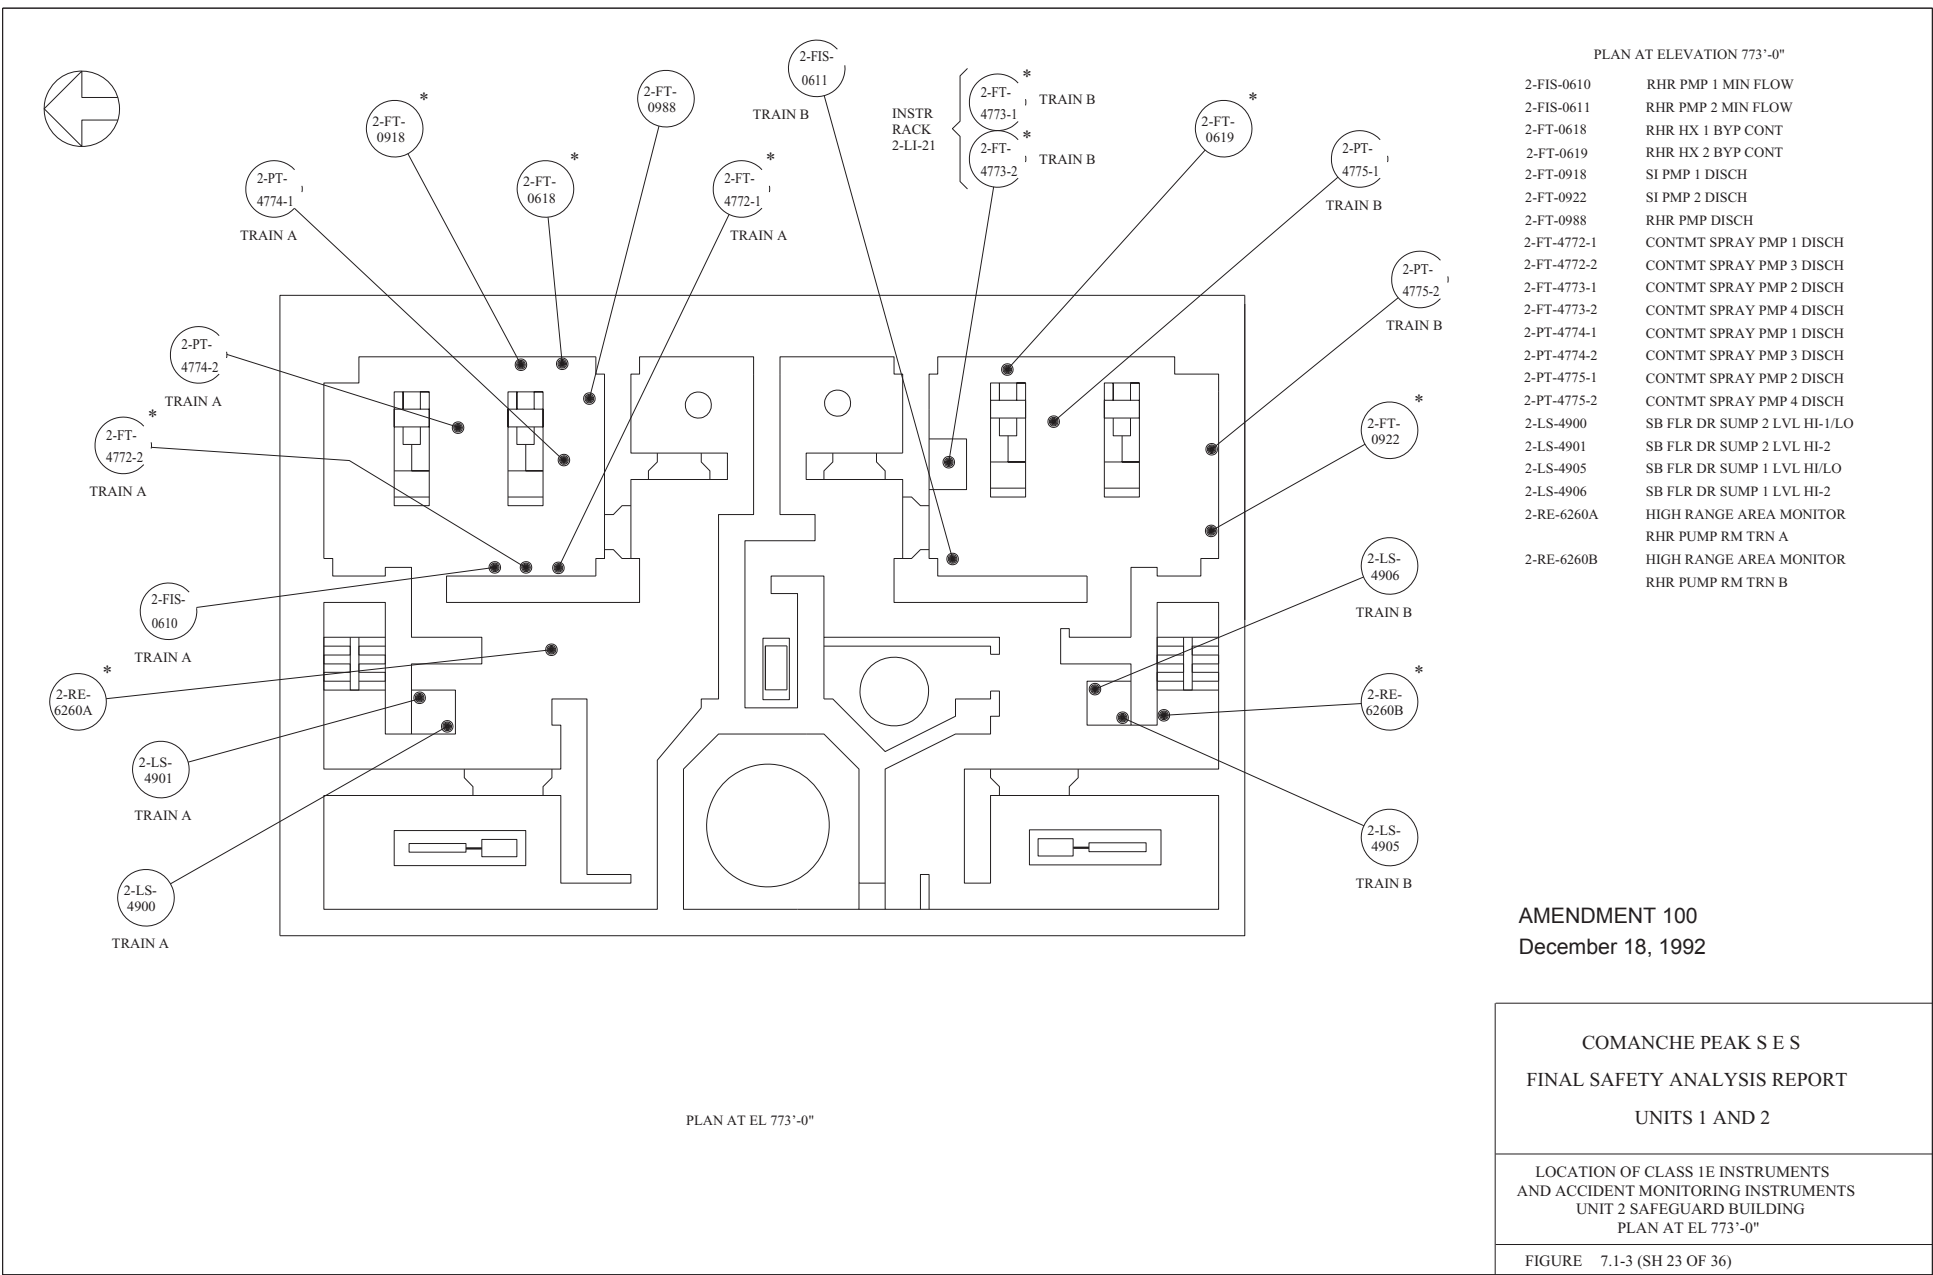 2-FIS-
0611
TRAIN B
INSTR
RACK
2-LI-21
*
2-FT-
4773-1
TRAIN B
*
2-FT-
4773-2
TRAIN B
2-FT-
0988
*
2-FT-
0918
*
2-FT-
0618
*
2-FT-
4772-1
TRAIN A
2-PT-
4774-1
TRAIN A
*
2-FT-
0619
2-PT-
4775-1
TRAIN B
2-PT-
4775-2
TRAIN B
*
2-FT-
0922
2-PT-
4774-2
TRAIN A
*
2-FT-
4772-2
TRAIN A
2-FIS-
0610
TRAIN A
*
2-RE-
6260A
2-LS-
4901
TRAIN A
2-LS-
4900
TRAIN A
2-LS-
4906
TRAIN B
*
2-RE-
6260B
2-LS-
4905
TRAIN B
PLAN AT EL 773'-0"
PLAN AT ELEVATION 773'-0"
2-FIS-0610 RHR PMP 1 MIN FLOW
2-FIS-0611 RHR PMP 2 MIN FLOW
2-FT-0618 RHR HX 1 BYP CONT
2-FT-0619 RHR HX 2 BYP CONT
2-FT-0918 SI PMP 1 DISCH
2-FT-0922 SI PMP 2 DISCH
2-FT-0988 RHR PMP DISCH
2-FT-4772-1 CONTMT SPRAY PMP 1 DISCH
2-FT-4772-2 CONTMT SPRAY PMP 3 DISCH
2-FT-4773-1 CONTMT SPRAY PMP 2 DISCH
2-FT-4773-2 CONTMT SPRAY PMP 4 DISCH
2-PT-4774-1 CONTMT SPRAY PMP 1 DISCH
2-PT-4774-2 CONTMT SPRAY PMP 3 DISCH
2-PT-4775-1 CONTMT SPRAY PMP 2 DISCH
2-PT-4775-2 CONTMT SPRAY PMP 4 DISCH
2-LS-4900 SB FLR DR SUMP 2 LVL HI-1/LO
2-LS-4901 SB FLR DR SUMP 2 LVL HI-2
2-LS-4905 SB FLR DR SUMP 1 LVL HI/LO
2-LS-4906 SB FLR DR SUMP 1 LVL HI-2
2-RE-6260A HIGH RANGE AREA MONITOR
RHR PUMP RM TRN A
2-RE-6260B HIGH RANGE AREA MONITOR
RHR PUMP RM TRN B
AMENDMENT 100
December 18, 1992
COMANCHE PEAK S E S
FINAL SAFETY ANALYSIS REPORT
UNITS 1 AND 2
LOCATION OF CLASS 1E INSTRUMENTS
AND ACCIDENT MONITORING INSTRUMENTS
UNIT 2 SAFEGUARD BUILDING
PLAN AT EL 773'-0"
FIGURE 7.1-3 (SH 23 OF 36)